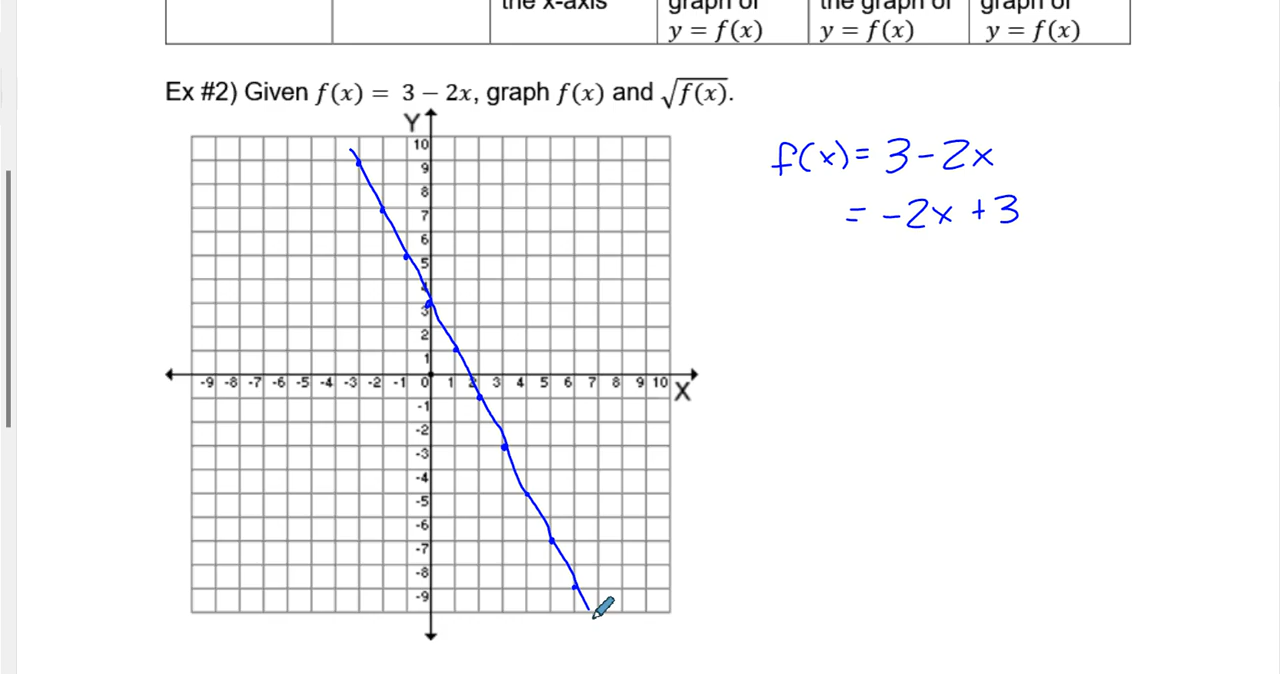 the x-axis graph of the graph of graph of
y = f(x) y = f(x) y = f(x)
Ex #2) Given f(x) = 3 − 2x, graph f(x) and √f(x).
Y
10
9
8
7
6
5
4
3
2
1
-9 -8 -7 -6 -5 -4 -3 -2 -1 0 1 2 3 4 5 6 7 8 9 10 X
-1
-2
-3
-4
-5
-6
-7
-8
-9
f(x) = 3 - 2x
= -2x + 3